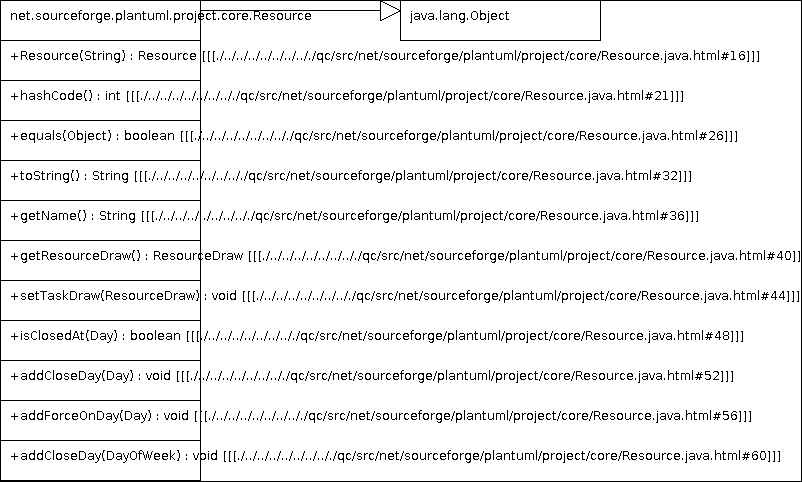 net.sourceforge.plantuml.project.core.Resource java.lang.Object
+Resource(String) : Resource [[[./../../../../../../../../qc/src/net/sourceforge/plantuml/project/core/Resource.java.html#16]]]
+hashCode() : int [[[./../../../../../../../../qc/src/net/sourceforge/plantuml/project/core/Resource.java.html#21]]]
+equals(Object) : boolean [[[./../../../../../../../../qc/src/net/sourceforge/plantuml/project/core/Resource.java.html#26]]]
+toString() : String [[[./../../../../../../../../qc/src/net/sourceforge/plantuml/project/core/Resource.java.html#32]]]
+getName() : String [[[./../../../../../../../../qc/src/net/sourceforge/plantuml/project/core/Resource.java.html#36]]]
+getResourceDraw() : ResourceDraw [[[./../../../../../../../../qc/src/net/sourceforge/plantuml/project/core/Resource.java.html#40]]
+setTaskDraw(ResourceDraw) : void [[[./../../../../../../../../qc/src/net/sourceforge/plantuml/project/core/Resource.java.html#44]]]
+isClosedAt(Day) : boolean [[[./../../../../../../../../qc/src/net/sourceforge/plantuml/project/core/Resource.java.html#48]]]
+addCloseDay(Day) : void [[[./../../../../../../../../qc/src/net/sourceforge/plantuml/project/core/Resource.java.html#52]]]
+addForceOnDay(Day) : void [[[./../../../../../../../../qc/src/net/sourceforge/plantuml/project/core/Resource.java.html#56]]]
+addCloseDay(DayOfWeek) : void [[[./../../../../../../../../qc/src/net/sourceforge/plantuml/project/core/Resource.java.html#60]]]